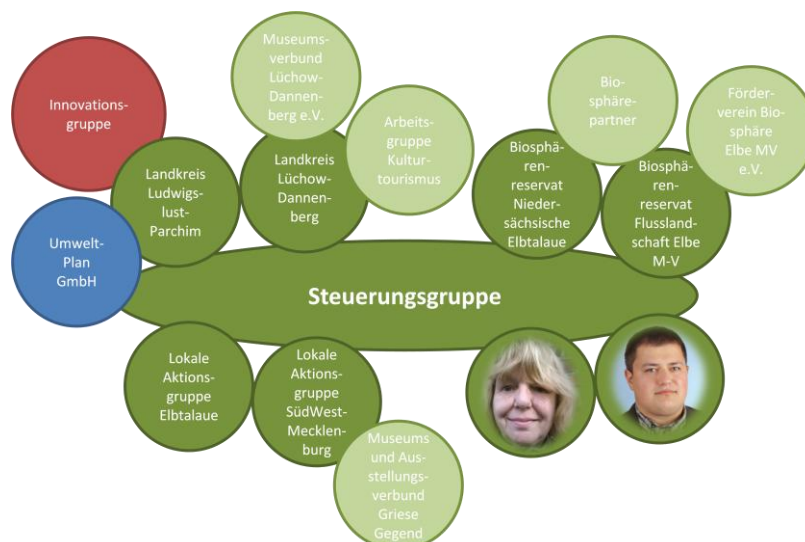 Museums-
verbund
Lüchow-
Dannen-
berg e.V.
Innovations-
gruppe
Arbeits-
gruppe
Kultur-
tourismus
Bio-
sphäre-
partner
Förder-
verein Bio-
sphäre
Elbe MV
e.V.
Landkreis
Ludwigs-
lust-
Parchim
Landkreis
Lüchow-
Dannen-
berg
Biosphä-
ren-
reservat
Nieder-
sächsische
Elbtalaue
Biosphä-
ren-
reservat
Flussland-
schaft Elbe
M-V
Umwelt-
Plan
GmbH
Steuerungsgruppe
Lokale
Aktions-
gruppe
Elbtalaue
Lokale
Aktions-
gruppe
SüdWest-
Mecklen-
burg
Museums
und Aus-
stellungs-
verbund
Griese
Gegend